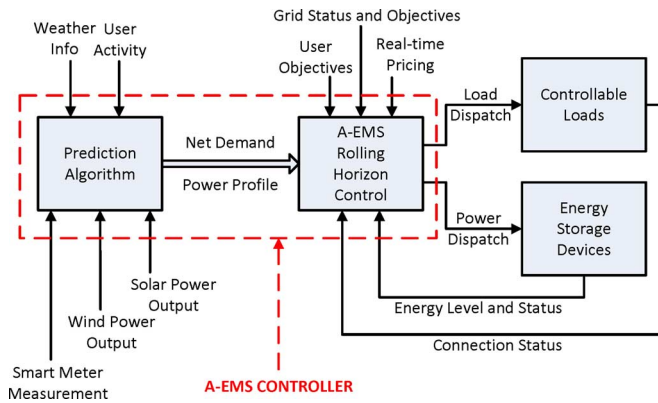 Grid Status and Objectives
Weather
Info
User
Activity
User
Objectives
Real-time
Pricing
Load
Dispatch
Controllable
Loads
Prediction
Algorithm
Net Demand
Power Profile
A-EMS
Rolling
Horizon
Control
Power
Dispatch
Energy
Storage
Devices
Solar Power
Output
Wind Power
Output
Smart Meter
Measurement
Energy Level and Status
Connection Status
A-EMS CONTROLLER